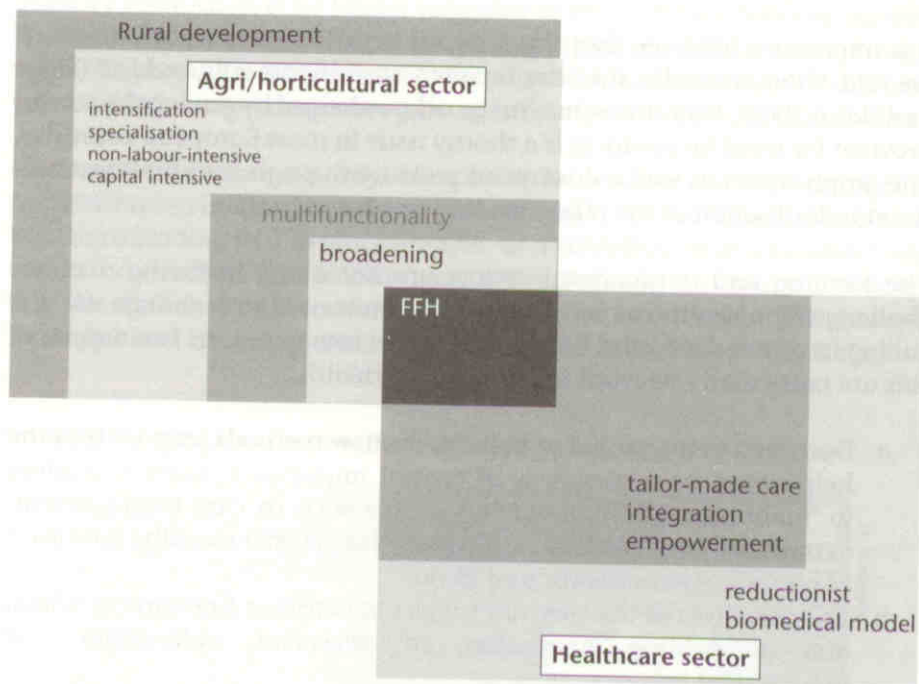 Rural development
Agri/horticultural sector
intensification
specialisation
non-labour-intensive
capital intensive
multifunctionality
broadening
FFH
tailor-made care
integration
empowerment
reductionist
biomedical model
Healthcare sector